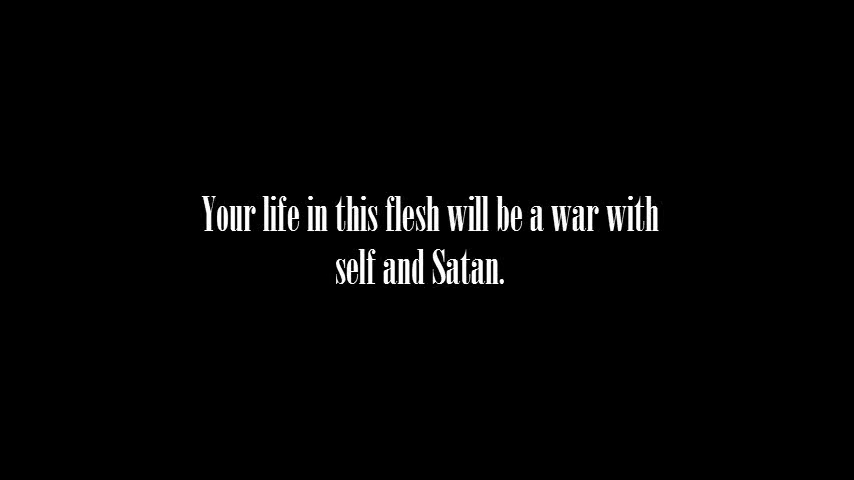 Your life in this flesh will be a war with
self and Satan.